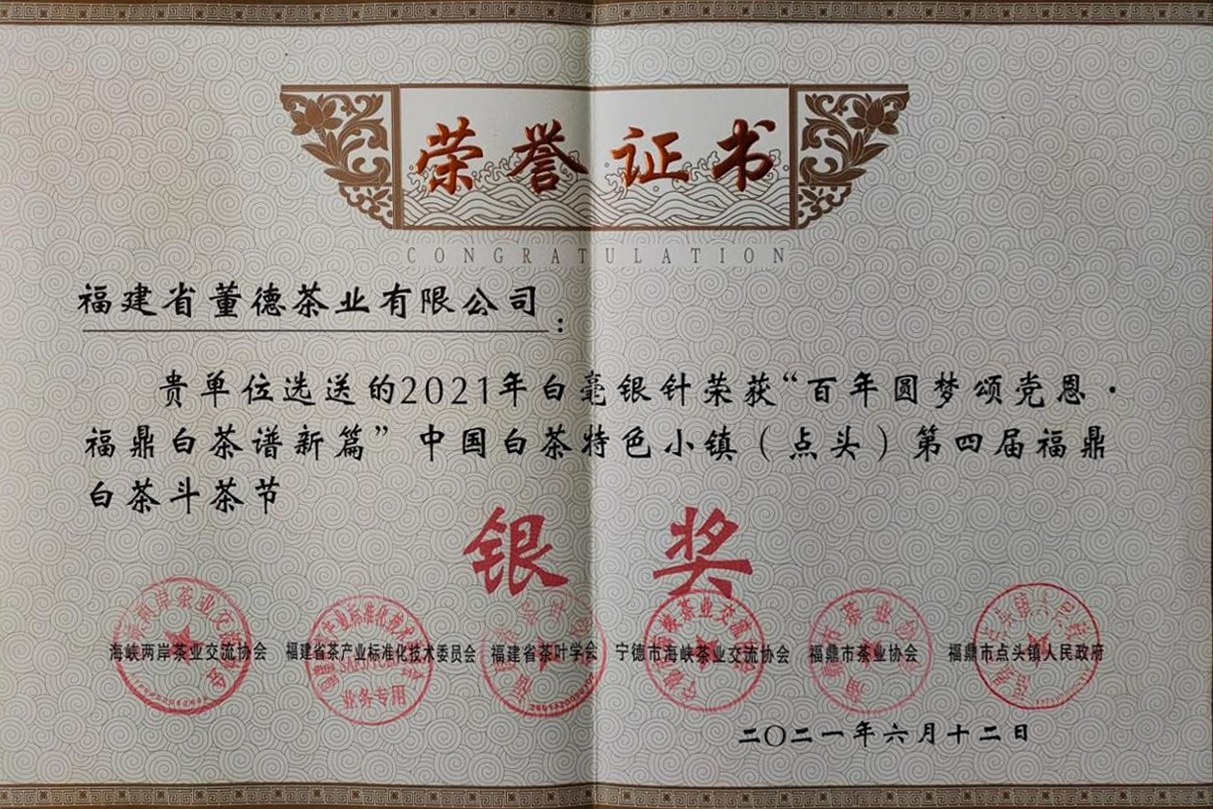 荣誉证书
CONGRATULATION
福建省董德茶业有限公司：
贵单位选送的2021年白毫银针荣获“百年圆梦颂党恩·
福鼎白茶谱新篇”中国白茶特色小镇（点头）第四届福鼎
白茶斗茶节
银奖
海峡两岸茶业交流协会 福建省茶产业标准化技术委员会 福建省茶叶学会 宁德市海峡茶业交流协会 福鼎市茶业协会 福鼎市点头镇人民政府
业务专用
二〇二一年六月十二日